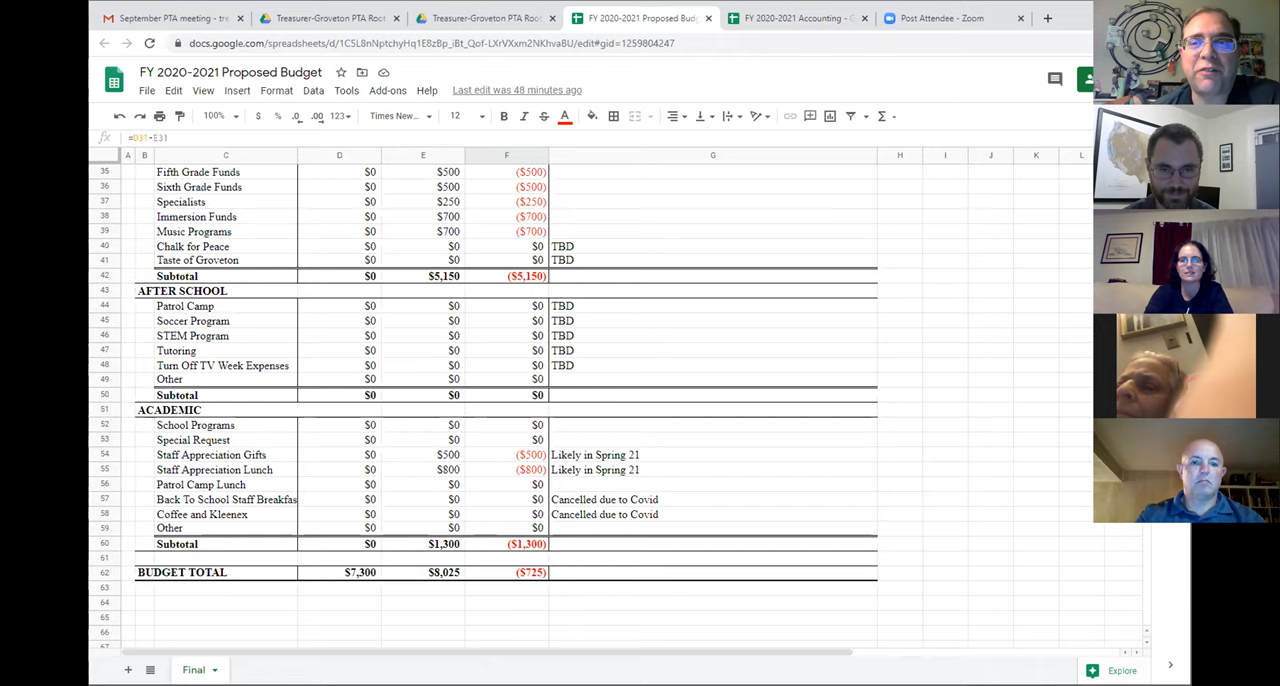 September PTA meeting - tre
Treasurer-Groveton PTA Root
Treasurer-Groveton PTA Root
FY 2020-2021 Proposed Budg
FY 2020-2021 Accounting - G
Post Attendee - Zoom
docs.google.com/spreadsheets/d/1C5L8nNptchyHq1E8zBp_iBt_Qof-LXrVXxm2NKhvaBU/edit#gid=1259804247
FY 2020-2021 Proposed Budget
File Edit View Insert Format Data Tools Add-ons Help Last edit was 48 minutes ago
100% $ % .0 .00 123 Times New... 12 B I S A
fx =D31-E31
A B C D E F G H I J K L
35 Fifth Grade Funds $0 $500 ($500)
36 Sixth Grade Funds $0 $500 ($500)
37 Specialists $0 $250 ($250)
38 Immersion Funds $0 $700 ($700)
39 Music Programs $0 $700 ($700)
40 Chalk for Peace $0 $0 $0 TBD
41 Taste of Groveton $0 $0 $0 TBD
42 Subtotal $0 $5,150 ($5,150)
43 AFTER SCHOOL
44 Patrol Camp $0 $0 $0 TBD
45 Soccer Program $0 $0 $0 TBD
46 STEM Program $0 $0 $0 TBD
47 Tutoring $0 $0 $0 TBD
48 Turn Off TV Week Expenses $0 $0 $0 TBD
49 Other $0 $0 $0
50 Subtotal $0 $0 $0
51 ACADEMIC
52 School Programs $0 $0 $0
53 Special Request $0 $0 $0
54 Staff Appreciation Gifts $0 $500 ($500) Likely in Spring 21
55 Staff Appreciation Lunch $0 $800 ($800) Likely in Spring 21
56 Patrol Camp Lunch $0 $0 $0
57 Back To School Staff Breakfas $0 $0 $0 Cancelled due to Covid
58 Coffee and Kleenex $0 $0 $0 Cancelled due to Covid
59 Other $0 $0 $0
60 Subtotal $0 $1,300 ($1,300)
61
62 BUDGET TOTAL $7,300 $8,025 ($725)
63
64
65
66
67
Final
Explore